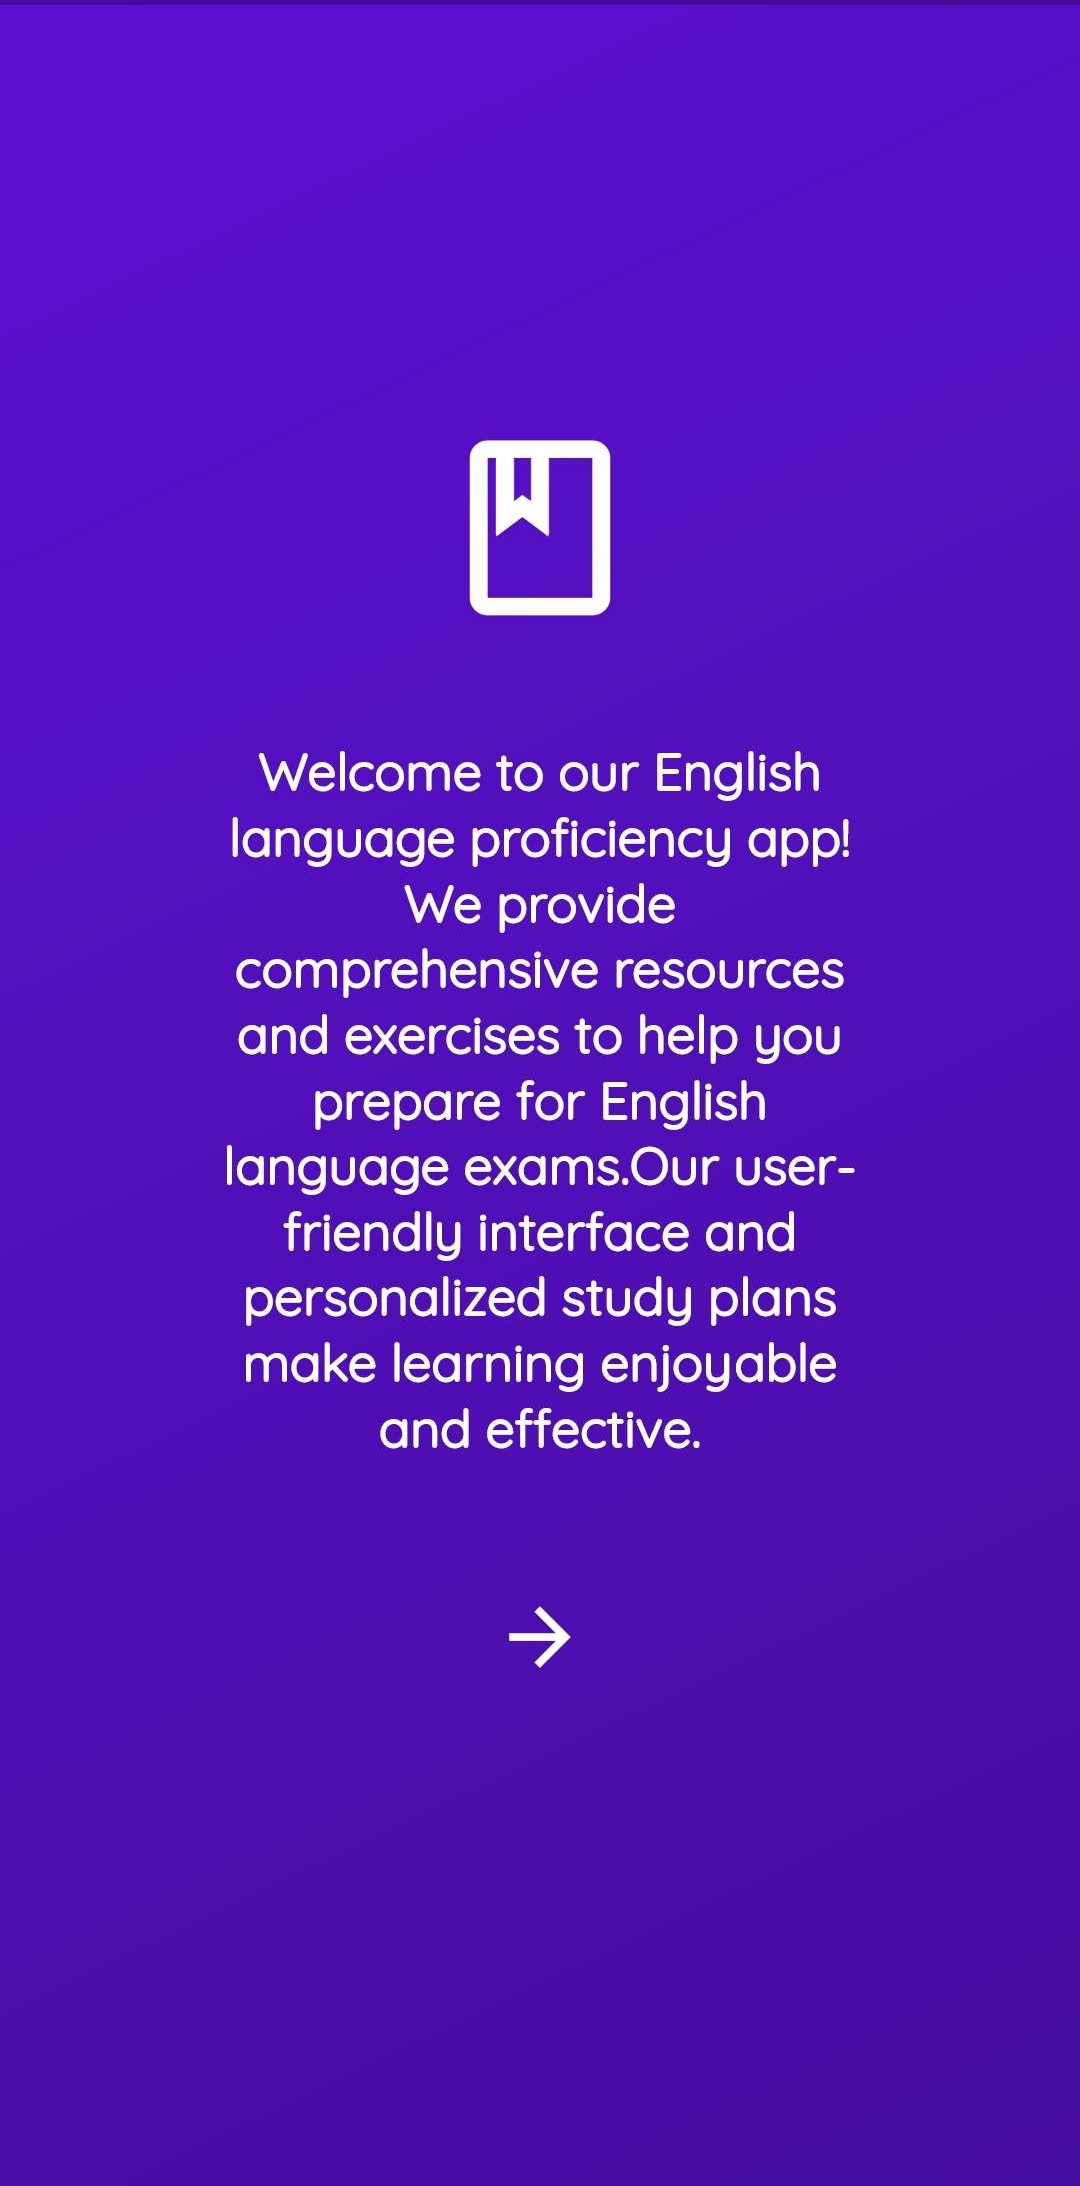 Welcome to our English
language proficiency app!
We provide
comprehensive resources
and exercises to help you
prepare for English
language exams.Our user-
friendly interface and
personalized study plans
make learning enjoyable
and effective.